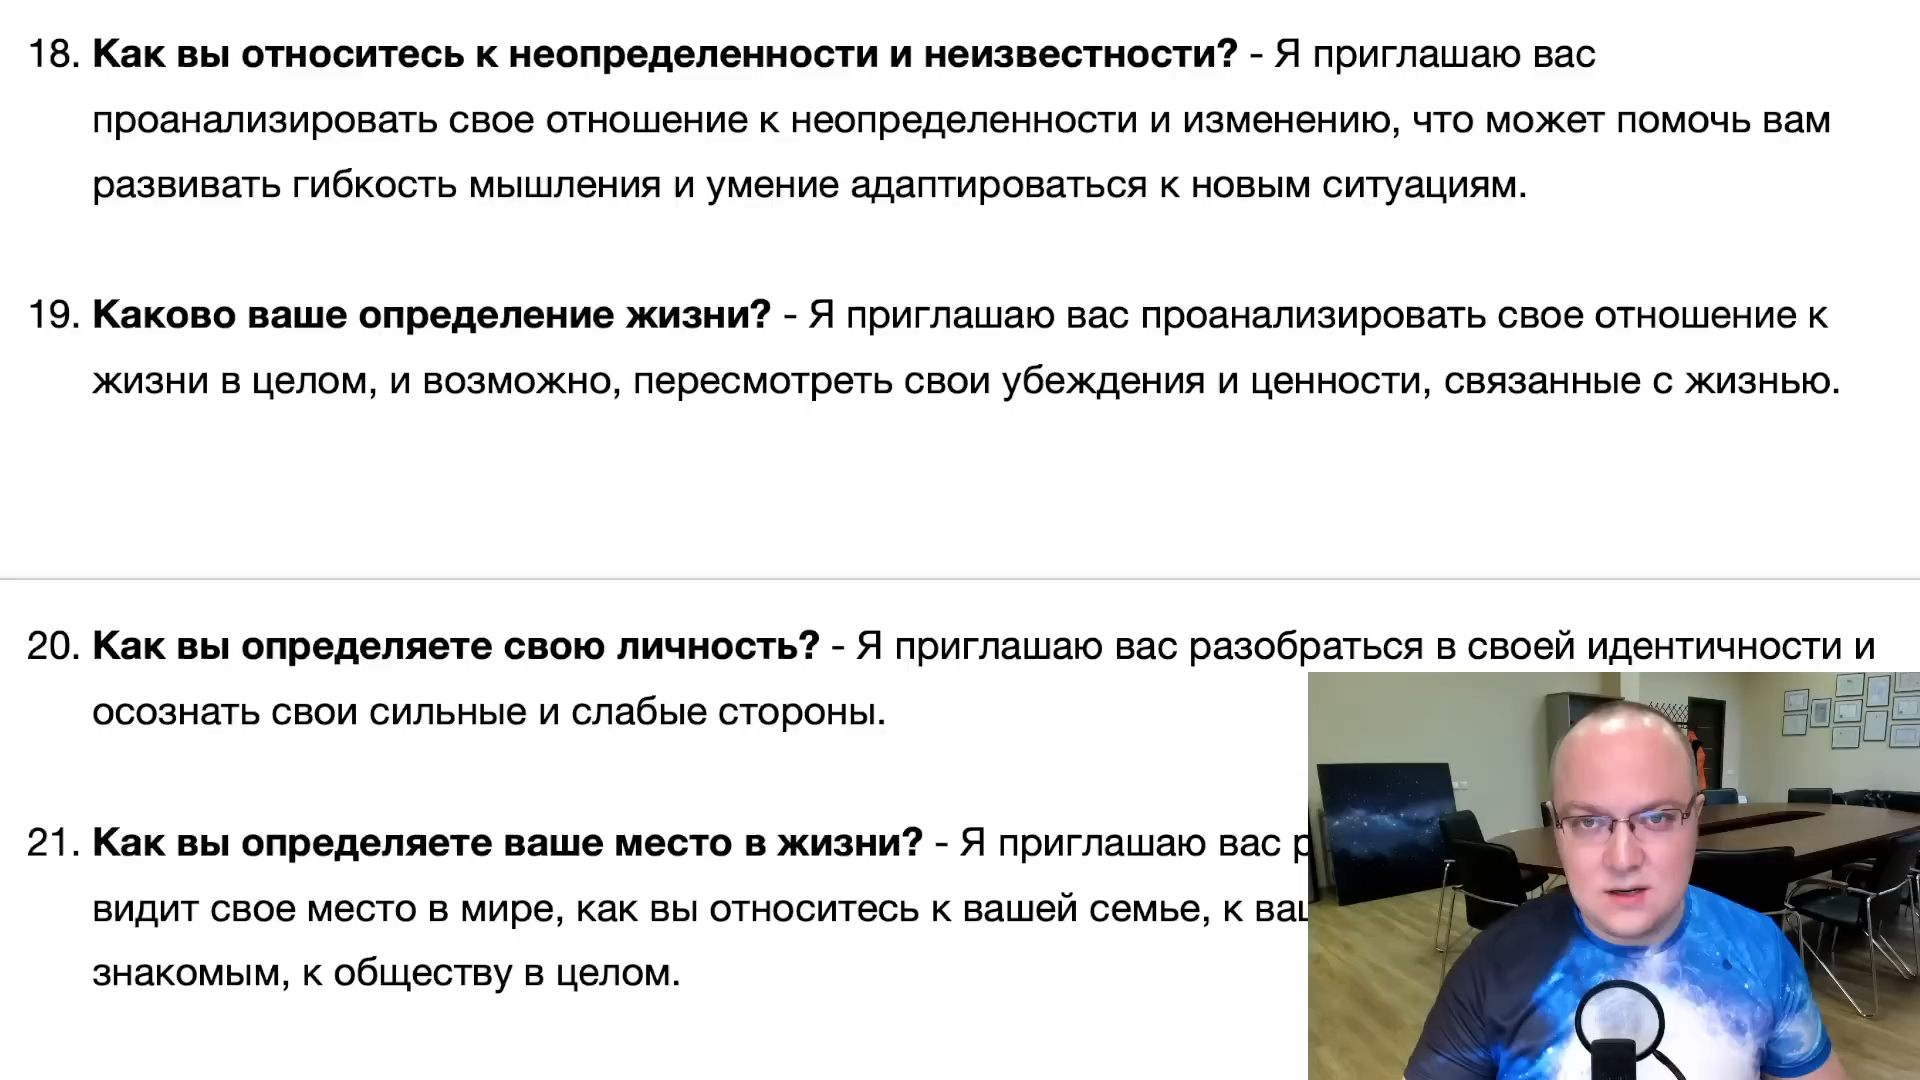 18. Как вы относитесь к неопределенности и неизвестности? - Я приглашаю вас
проанализировать свое отношение к неопределенности и изменению, что может помочь вам
развивать гибкость мышления и умение адаптироваться к новым ситуациям.
19. Каково ваше определение жизни? - Я приглашаю вас проанализировать свое отношение к
жизни в целом, и возможно, пересмотреть свои убеждения и ценности, связанные с жизнью.
20. Как вы определяете свою личность? - Я приглашаю вас разобраться в своей идентичности и
осознать свои сильные и слабые стороны.
21. Как вы определяете ваше место в жизни? - Я приглашаю вас
видит свое место в мире, как вы относитесь к вашей семье, к
знакомым, к обществу в целом.